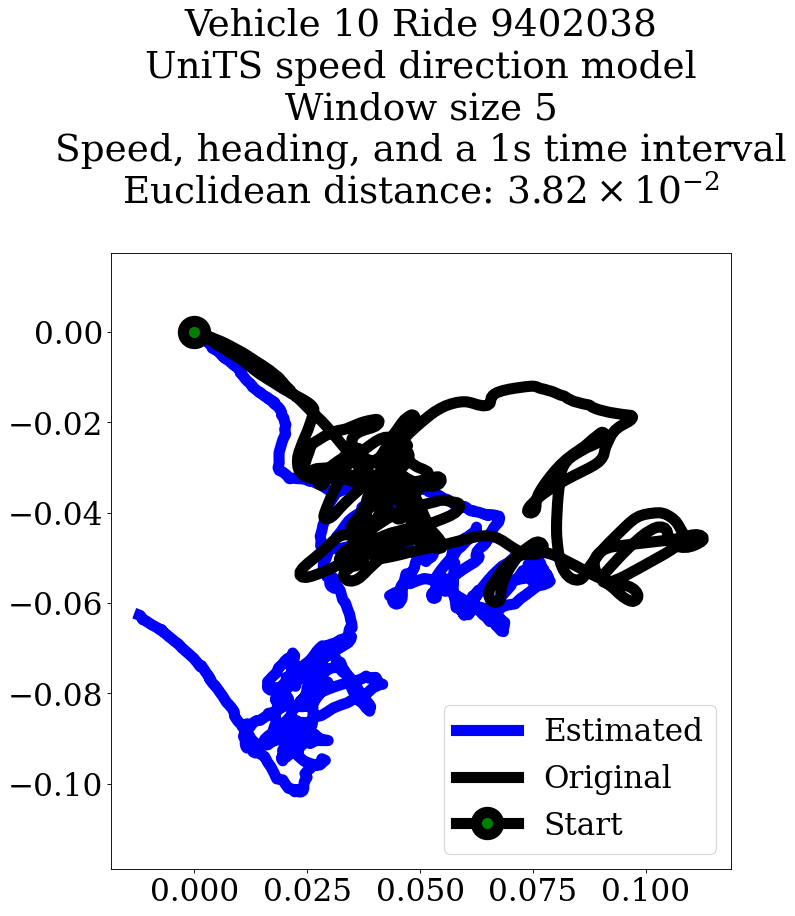 Vehicle 10 Ride 9402038
UniTS speed direction model
Window size 5
Speed, heading, and a 1s time interval
Euclidean distance: 3.82 × 10⁻²
0.00
−0.02
−0.04
−0.06
−0.08
−0.10
Estimated
Original
Start
0.000 0.025 0.050 0.075 0.100